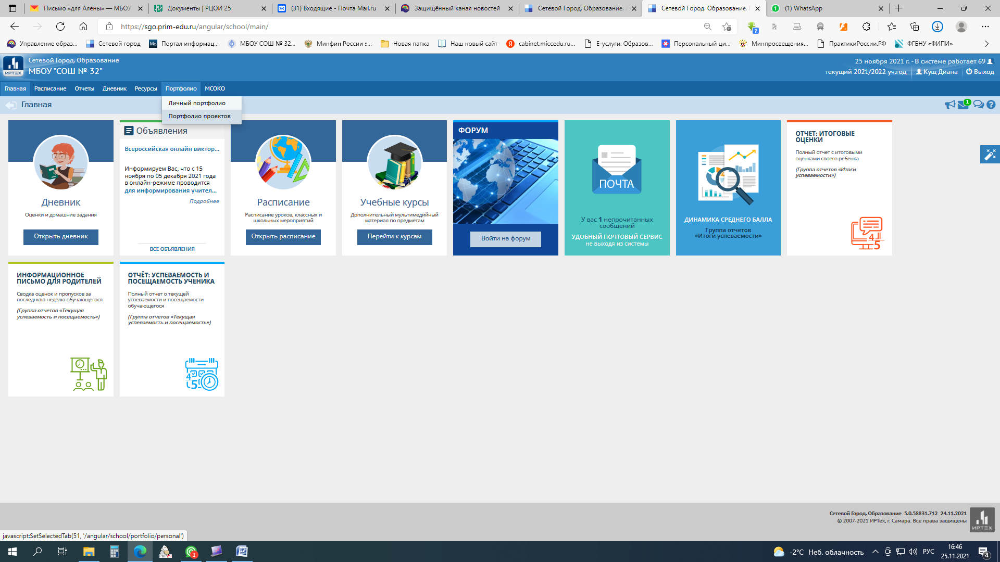 Письмо «для Алены» — МБОУ
Документы | РЦОИ 25
(31) Входящие - Почта Mail.ru
Защищённый канал новостей
Сетевой Город. Образование.
Сетевой Город. Образование.
(1) WhatsApp
https://sgo.prim-edu.ru/angular/school/main/
Управление образ...
Сетевой город
Портал информац...
МБОУ СОШ № 32...
Минфин России ::...
Новая папка
Наш новый сайт
cabinet.miccedu.ru...
Е-услуги. Образов...
Персональный ци...
Минпросвещения...
ПрактикиРоссии.РФ
ФГБНУ «ФИПИ»
ИРТЕХ
Сетевой Город. Образование
МБОУ "СОШ № 32"
25 ноября 2021 г. - В системе работает 69
текущий 2021/2022 уч.год
Кущ Диана
Выход
Главная
Расписание
Отчеты
Дневник
Ресурсы
Портфолио
МСОКО
Личный портфолио
Портфолио проектов
Главная
1
Дневник
Оценки и домашние задания
Открыть дневник
Объявления
Всероссийская онлайн виктор...
Информируем Вас, что с 15
ноября по 05 декабря 2021 года
в онлайн-режиме проводится
для информирования учител...
Подробнее
ВСЕ ОБЪЯВЛЕНИЯ
Расписание
Расписание уроков, классных и
школьных мероприятий
Открыть расписание
Учебные курсы
Дополнительный мультимедийный
материал по предметам
Перейти к курсам
ФОРУМ
Войти на форум
ПОЧТА
У вас 1 непрочитанных
сообщений
УДОБНЫЙ ПОЧТОВЫЙ СЕРВИС
не выходя из системы
ДИНАМИКА СРЕДНЕГО БАЛЛА
Группа отчетов
«Итоги успеваемости»
ОТЧЕТ: ИТОГОВЫЕ
ОЦЕНКИ
Полный отчет с итоговыми
оценками своего ребенка
(Группа отчетов «Итоги
успеваемости»)
4
5
ИНФОРМАЦИОННОЕ
ПИСЬМО ДЛЯ РОДИТЕЛЕЙ
Сводка оценок и пропусков за
последнюю неделю обучающегося
(Группа отчетов «Текущая
успеваемость и посещаемость»)
ОТЧЁТ: УСПЕВАЕМОСТЬ И
ПОСЕЩАЕМОСТЬ УЧЕНИКА
Полный отчет о текущей
успеваемости и посещаемости
обучающегося
(Группа отчетов «Текущая
успеваемость и посещаемость»)
4
5
Сетевой Город. Образование 5.0.58831.712 24.11.2021
© 2007-2021 ИРТех, г. Самара. Все права защищены
ИРТЕХ
javascript:SetSelectedTab(51, '/angular/school/portfolio/personal')
1
-2°C Неб. облачность
РУС
16:46
25.11.2021
4